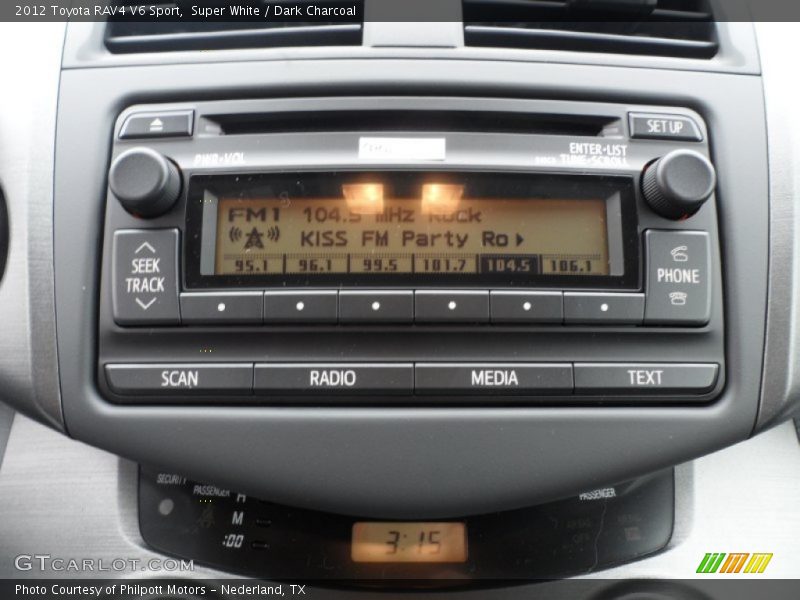 2012 Toyota RAV4 V6 Sport, Super White / Dark Charcoal
SET UP
PWR·VOL
ENTER·LIST
TUNE·SCROLL
FM1 104.5 MHz Rock
KISS FM Party Ro
95.1 96.1 99.5 101.7 104.5 106.1
SEEK
TRACK
PHONE
SCAN RADIO MEDIA TEXT
SECURITY
PASSENGER
PASSENGER
H
M
:00
3:15
GTCARLOT.COM
Photo Courtesy of Philpott Motors – Nederland, TX